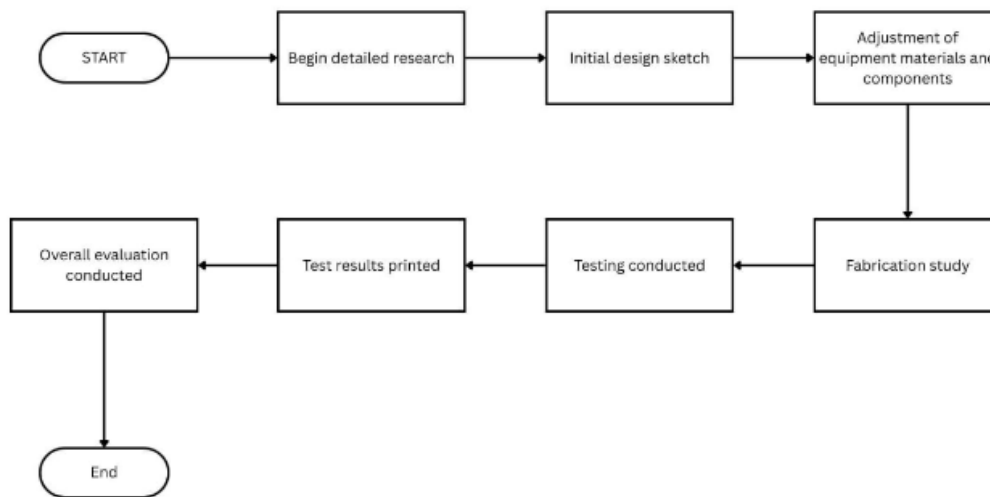 START
Begin detailed research
Initial design sketch
Adjustment of
equipment materials and
components
Overall evaluation
conducted
Test results printed
Testing conducted
Fabrication study
End